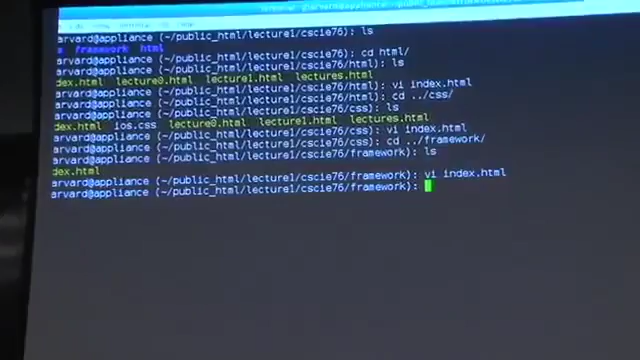 arvard@appliance (~/public_html/lecture1/cscie76): ls
s framework html
arvard@appliance (~/public_html/lecture1/cscie76): cd html/
arvard@appliance (~/public_html/lecture1/cscie76/html): ls
dex.html lecture0.html lecture1.html lectures.html
arvard@appliance (~/public_html/lecture1/cscie76/html): vi index.html
arvard@appliance (~/public_html/lecture1/cscie76/html): cd ../css/
arvard@appliance (~/public_html/lecture1/cscie76/css): ls
dex.html ios.css lecture0.html lecture1.html lectures.html
arvard@appliance (~/public_html/lecture1/cscie76/css): vi index.html
arvard@appliance (~/public_html/lecture1/cscie76/css): cd ../framework/
arvard@appliance (~/public_html/lecture1/cscie76/framework): ls
dex.html
arvard@appliance (~/public_html/lecture1/cscie76/framework): vi index.html
arvard@appliance (~/public_html/lecture1/cscie76/framework):